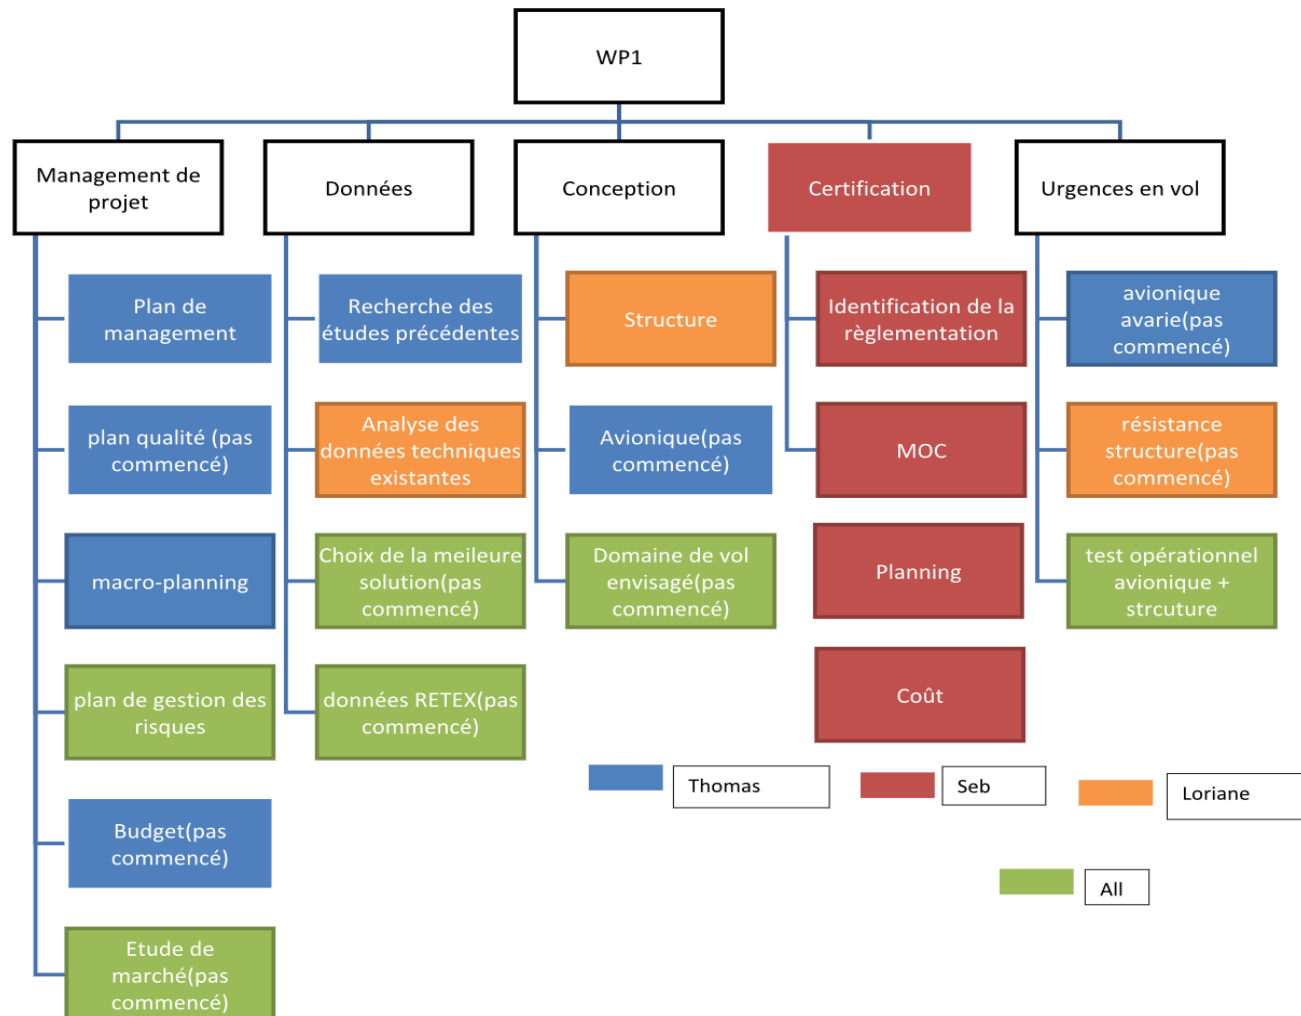 WP1
Management de
projet
Données
Conception
Certification
Urgences en vol
Plan de
management
Recherche des
études précédentes
Structure
Identification de la
règlementation
avionique
avarie(pas
commencé)
plan qualité (pas
commencé)
Analyse des
données techniques
existantes
Avionique(pas
commencé)
MOC
résistance
structure(pas
commencé)
macro-planning
Choix de la meileure
solution(pas
commencé)
Domaine de vol
envisagé(pas
commencé)
Planning
test opérationnel
avionique +
strcuture
plan de gestion des
risques
données RETEX(pas
commencé)
Coût
Thomas
Seb
Loriane
Budget(pas
commencé)
All
Etude de
marché(pas
commencé)